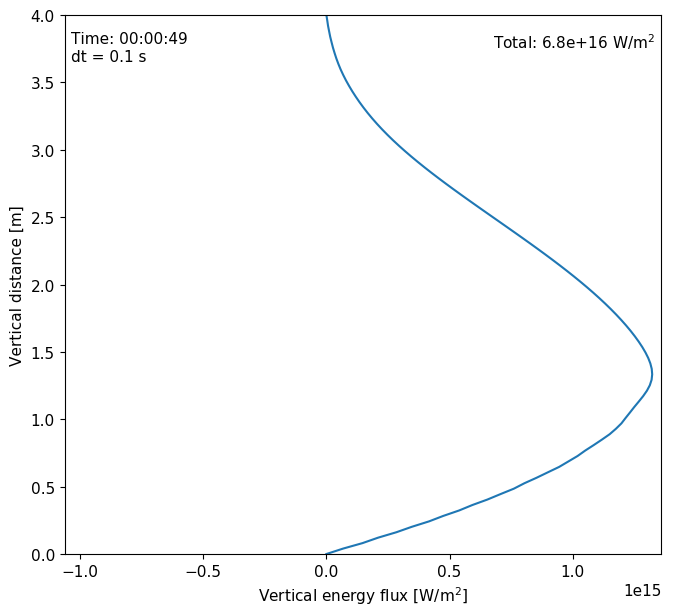 Time: 00:00:49
dt = 0.1 s
Total: 6.8e+16 W/m²
Vertical distance [m]
4.0
3.5
3.0
2.5
2.0
1.5
1.0
0.5
0.0
−1.0 −0.5 0.0 0.5 1.0
1e15
Vertical energy flux [W/m²]